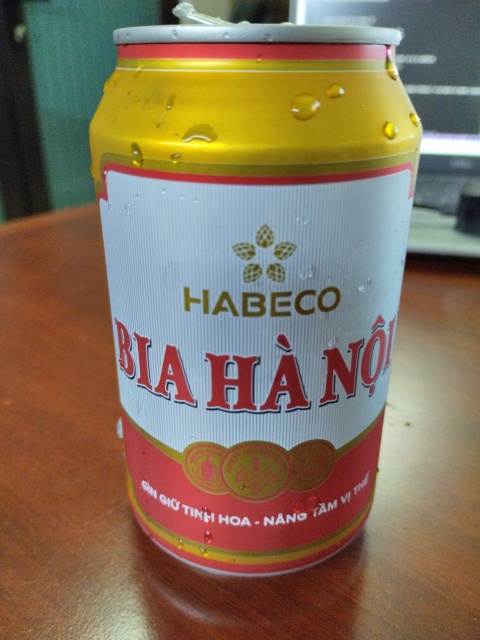 HABECO
BIA HÀ NỘI
GÌN GIỮ TINH HOA - NÂNG TẦM VỊ THẾ